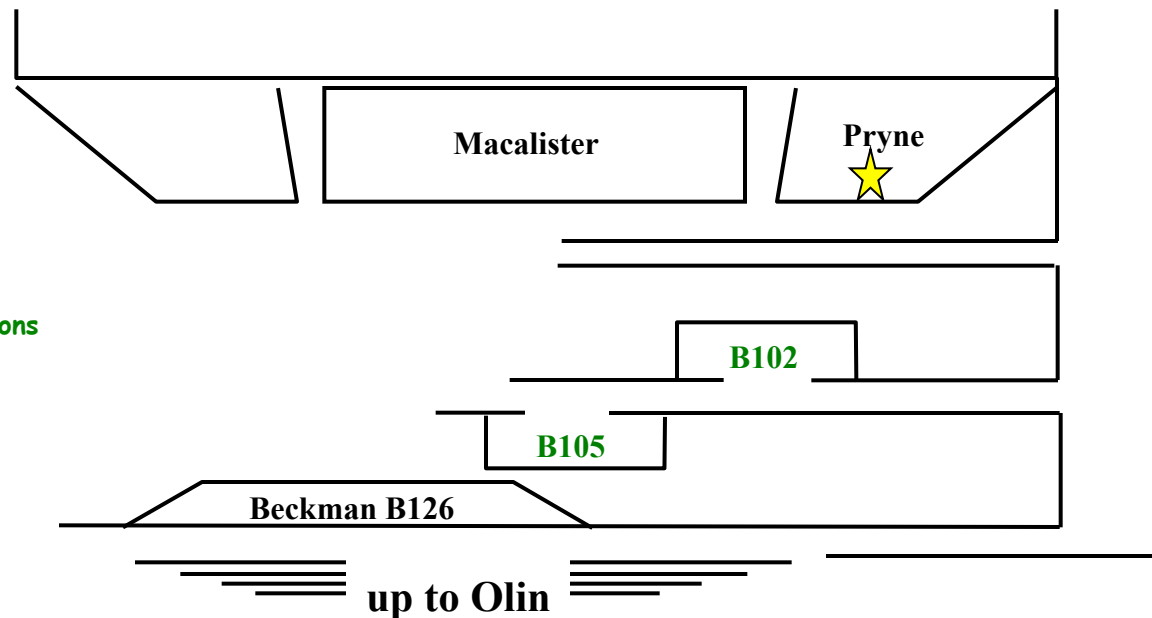 Macalister
Pryne
ons
B102
B105
Beckman B126
up to Olin